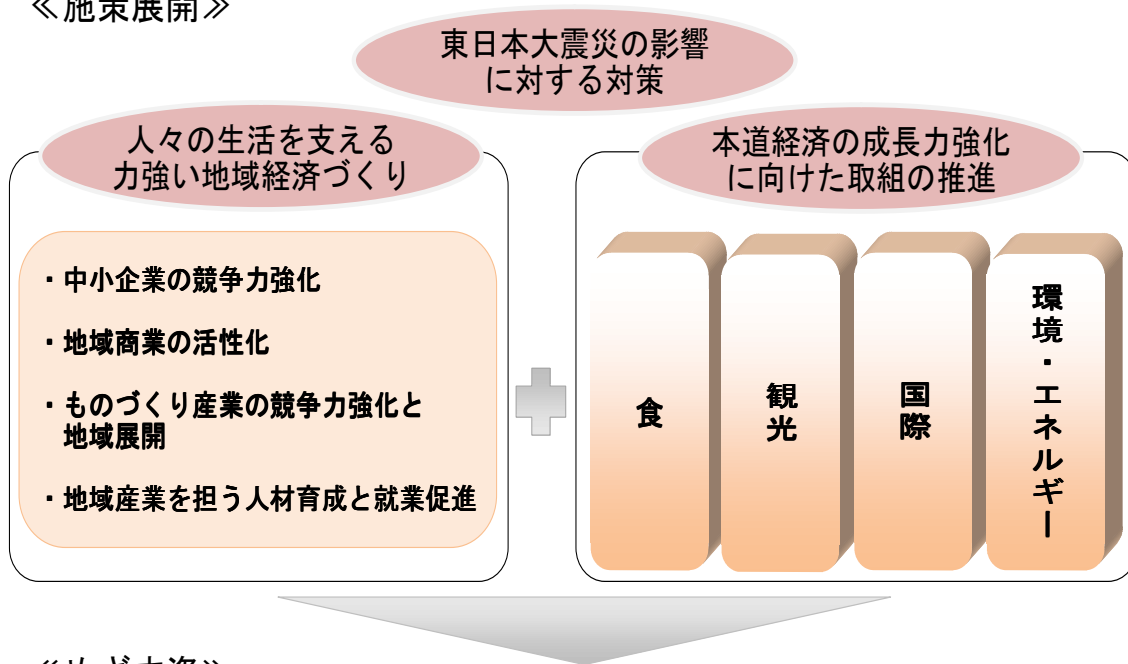 ≪施策展開≫
東日本大震災の影響
に対する対策
人々の生活を支える
力強い地域経済づくり
本道経済の成長力強化
に向けた取組の推進
・中小企業の競争力強化
・地域商業の活性化
・ものづくり産業の競争力強化と
地域展開
・地域産業を担う人材育成と就業促進
食
観光
国際
環境・エネルギー